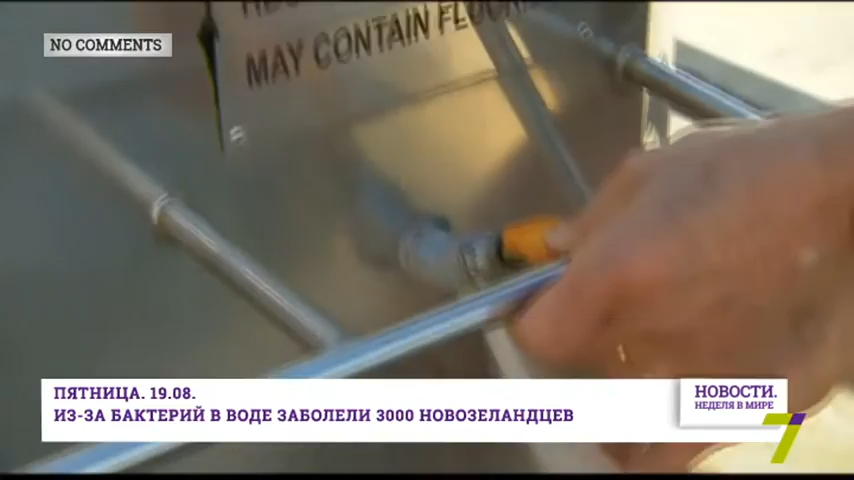 NO COMMENTS
MAY CONTAIN
ПЯТНИЦА. 19.08.
ИЗ-ЗА БАКТЕРИЙ В ВОДЕ ЗАБОЛЕЛИ 3000 НОВОЗЕЛАНДЦЕВ
НОВОСТИ.
НЕДЕЛЯ В МИРЕ
7